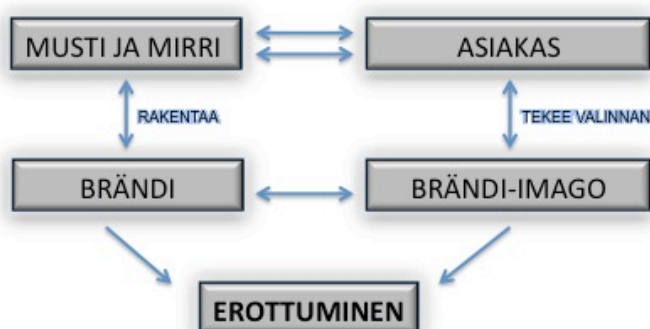 MUSTI JA MIRRI
ASIAKAS
RAKENTAA
TEKEE VALINNAN
BRÄNDI
BRÄNDI-IMAGO
EROTTUMINEN